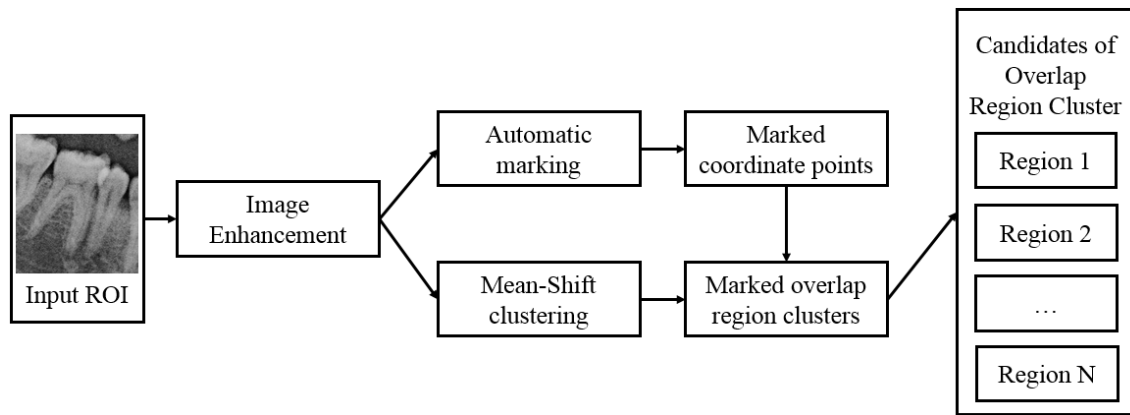 Input ROI
Image
Enhancement
Automatic
marking
Mean-Shift
clustering
Marked
coordinate points
Marked overlap
region clusters
Candidates of
Overlap
Region Cluster
Region 1
Region 2
…
Region N